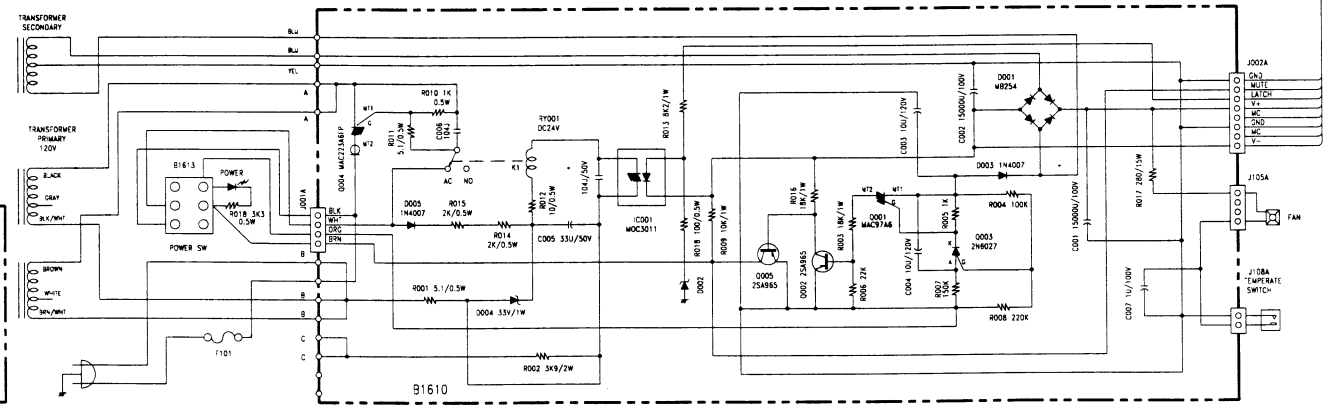 TRANSFORMER
SECONDARY
BLU
BLU
YEL
A
A
TRANSFORMER
PRIMARY
120V
BLACK
GRAY
BLK/WHT
BROWN
WHITE
BRN/WHT
B1613
POWER
R018 3K3
0.5W
POWER SW
J001A
BLK
WHT
ORG
BRN
B
B
B
C
C
F101
Q004 MAC223A6FP
MT1
G
MT2
R010 1K
0.5W
R011
5.1/0.5W
C006
104J
AC NO
K1
RY001
DC24V
D005
1N4007
R015
2K/0.5W
R014
2K/0.5W
R012
10/0.5W
C005 33U/50V
104J/50V
IC001
MOC3011
R001 5.1/0.5W
D004 33V/1W
R002 3K9/2W
B1610
R013 8K2/1W
R018 100/0.5W
R009 10K/1W
D002
Q005
2SA965
R016
18K/1W
Q002 2SA965
R003 18K/1W
R006 22K
MT2
MT1
G
Q001
MAC97A6
C003 10U/120V
C004 10U/120V
R005 1K
K
A
G
R007
150K
Q003
2N6027
R004 100K
R008 220K
D003 1N4007
C002 15000U/100V
D001
MB254
C001 15000U/100V
R017 280/15W
C007 1U/100V
J002A
GND
MUTE
LATCH
V+
MC
GND
MC
V-
J105A
FAN
J108A
TEMPERATE
SWITCH